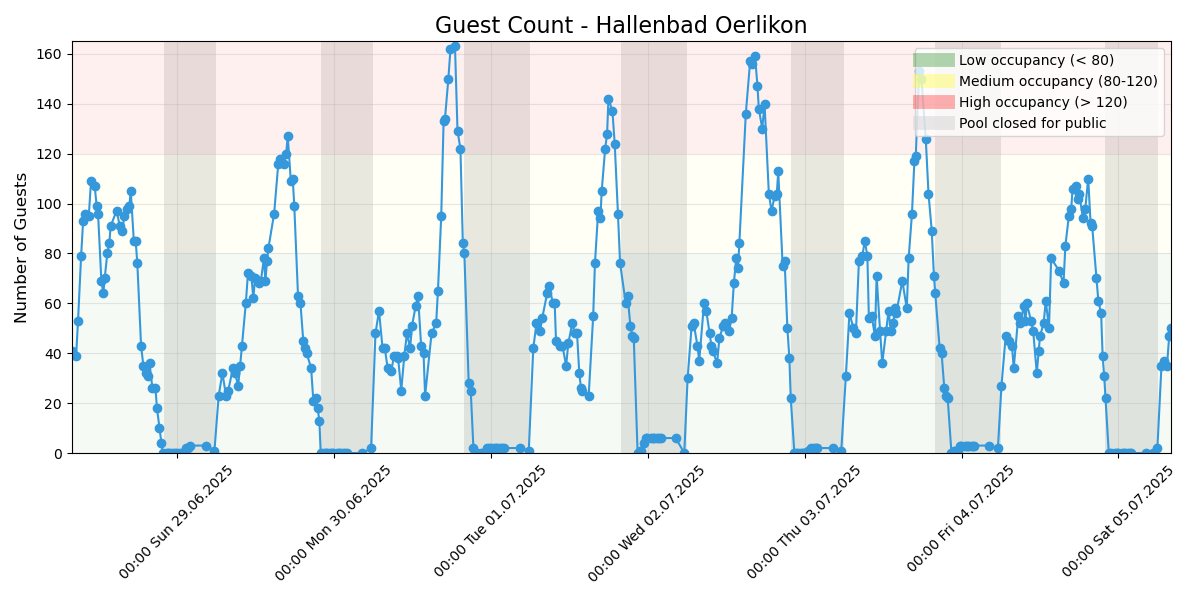 Guest Count - Hallenbad Oerlikon
Number of Guests
160
140
120
100
80
60
40
20
0
Low occupancy (< 80)
Medium occupancy (80-120)
High occupancy (> 120)
Pool closed for public
00:00 Sun 29.06.2025
00:00 Mon 30.06.2025
00:00 Tue 01.07.2025
00:00 Wed 02.07.2025
00:00 Thu 03.07.2025
00:00 Fri 04.07.2025
00:00 Sat 05.07.2025